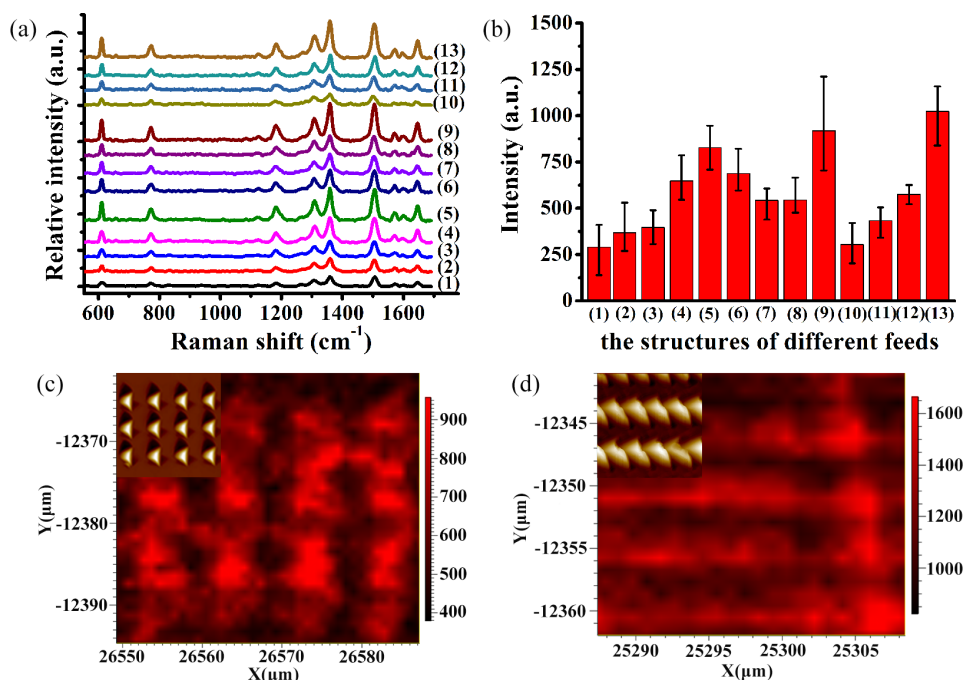 (a)
Relative intensity (a.u.)
(13)
(12)
(11)
(10)
(9)
(8)
(7)
(6)
(5)
(4)
(3)
(2)
(1)
600 800 1000 1200 1400 1600
Raman shift (cm-1)
(b)
Intensity (a.u.)
1500
1250
1000
750
500
250
0
(1) (2) (3) (4) (5) (6) (7) (8) (9) (10) (11) (12) (13)
the structures of different feeds
(c)
Y(μm)
-12370
-12380
-12390
26550 26560 26570 26580
X(μm)
900
800
700
600
500
400
(d)
Y(μm)
-12345
-12350
-12355
-12360
25290 25295 25300 25305
X(μm)
1600
1400
1200
1000